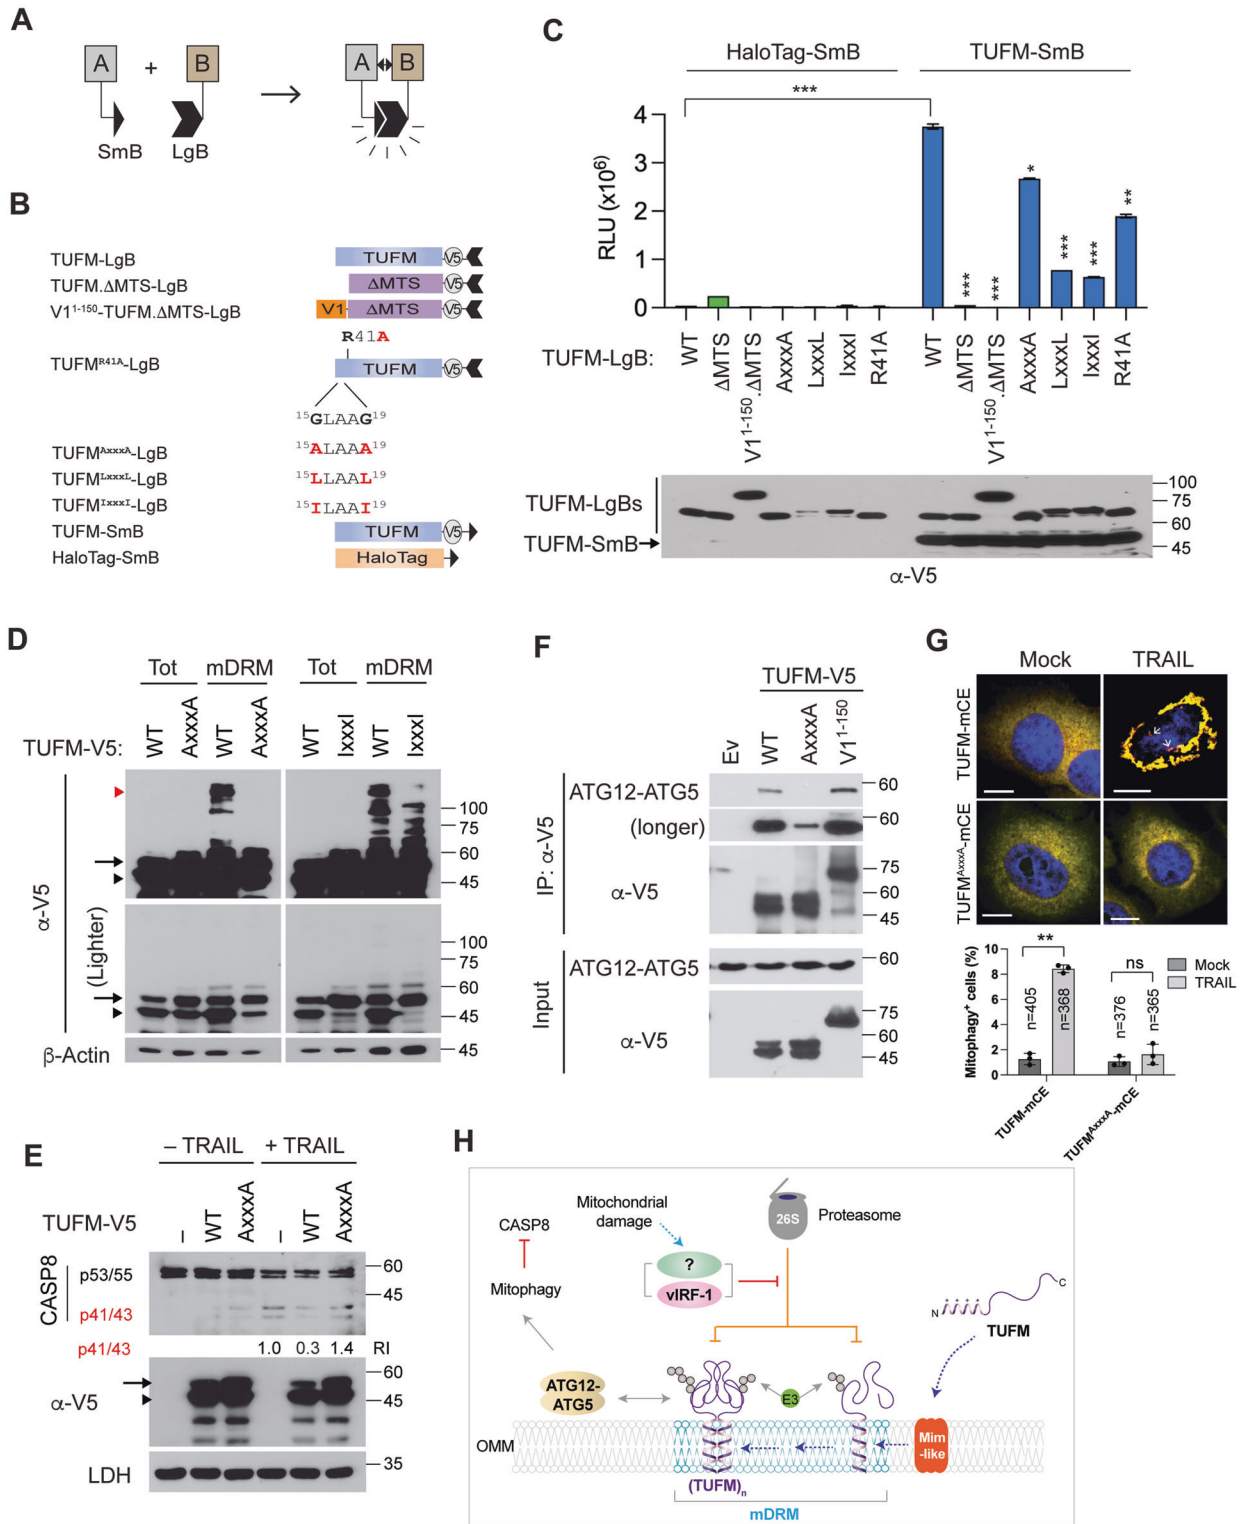 A
A
+
B
A
B
SmB
LgB
B
TUFM-LgB
TUFM
V5
TUFM.ΔMTS-LgB
ΔMTS
V5
V1¹⁻¹⁵⁰-TUFM.ΔMTS-LgB
V1
ΔMTS
V5
R41A
TUFMᴿ⁴¹ᴬ-LgB
TUFM
V5
¹⁵GLAAG¹⁹
TUFMᴬˣˣˣᴬ-LgB
¹⁵ALAAA¹⁹
TUFMᴸˣˣˣᴸ-LgB
¹⁵LLAAL¹⁹
TUFMᴵˣˣˣᴵ-LgB
¹⁵ILAAI¹⁹
TUFM-SmB
TUFM
V5
HaloTag-SmB
HaloTag
C
HaloTag-SmB
TUFM-SmB
***
RLU (x10⁶)
4
3
2
1
0
***
***
*
***
***
**
TUFM-LgB:
WT
ΔMTS
V1¹⁻¹⁵⁰.ΔMTS
AxxxA
LxxxL
IxxxI
R41A
WT
ΔMTS
V1¹⁻¹⁵⁰.ΔMTS
AxxxA
LxxxL
IxxxI
R41A
TUFM-LgBs
TUFM-SmB
100
75
60
45
α-V5
D
Tot
mDRM
Tot
mDRM
TUFM-V5:
WT
AxxxA
WT
AxxxA
WT
IxxxI
WT
IxxxI
α-V5
100
75
60
45
(Lighter)
100
75
60
45
β-Actin
45
E
– TRAIL
+ TRAIL
TUFM-V5
–
WT
AxxxA
–
WT
AxxxA
CASP8
p53/55
p41/43
60
45
p41/43
1.0
0.3
1.4
RI
α-V5
60
45
LDH
35
F
TUFM-V5
Ev
WT
AxxxA
V1¹⁻¹⁵⁰
IP: α-V5
ATG12-ATG5
60
(longer)
60
α-V5
75
60
45
Input
ATG12-ATG5
60
α-V5
75
60
45
G
Mock
TRAIL
TUFM-mCE
TUFMᴬˣˣˣᴬ-mCE
Mitophagy⁺ cells (%)
10
8
6
4
2
0
**
ns
n=405
n=368
n=376
n=365
Mock
TRAIL
TUFM-mCE
TUFMᴬˣˣˣᴬ-mCE
H
CASP8
Mitophagy
Mitochondrial
damage
?
vIRF-1
26S
Proteasome
N
C
TUFM
ATG12-
ATG5
E3
OMM
Mim
-like
(TUFM)ₙ
mDRM